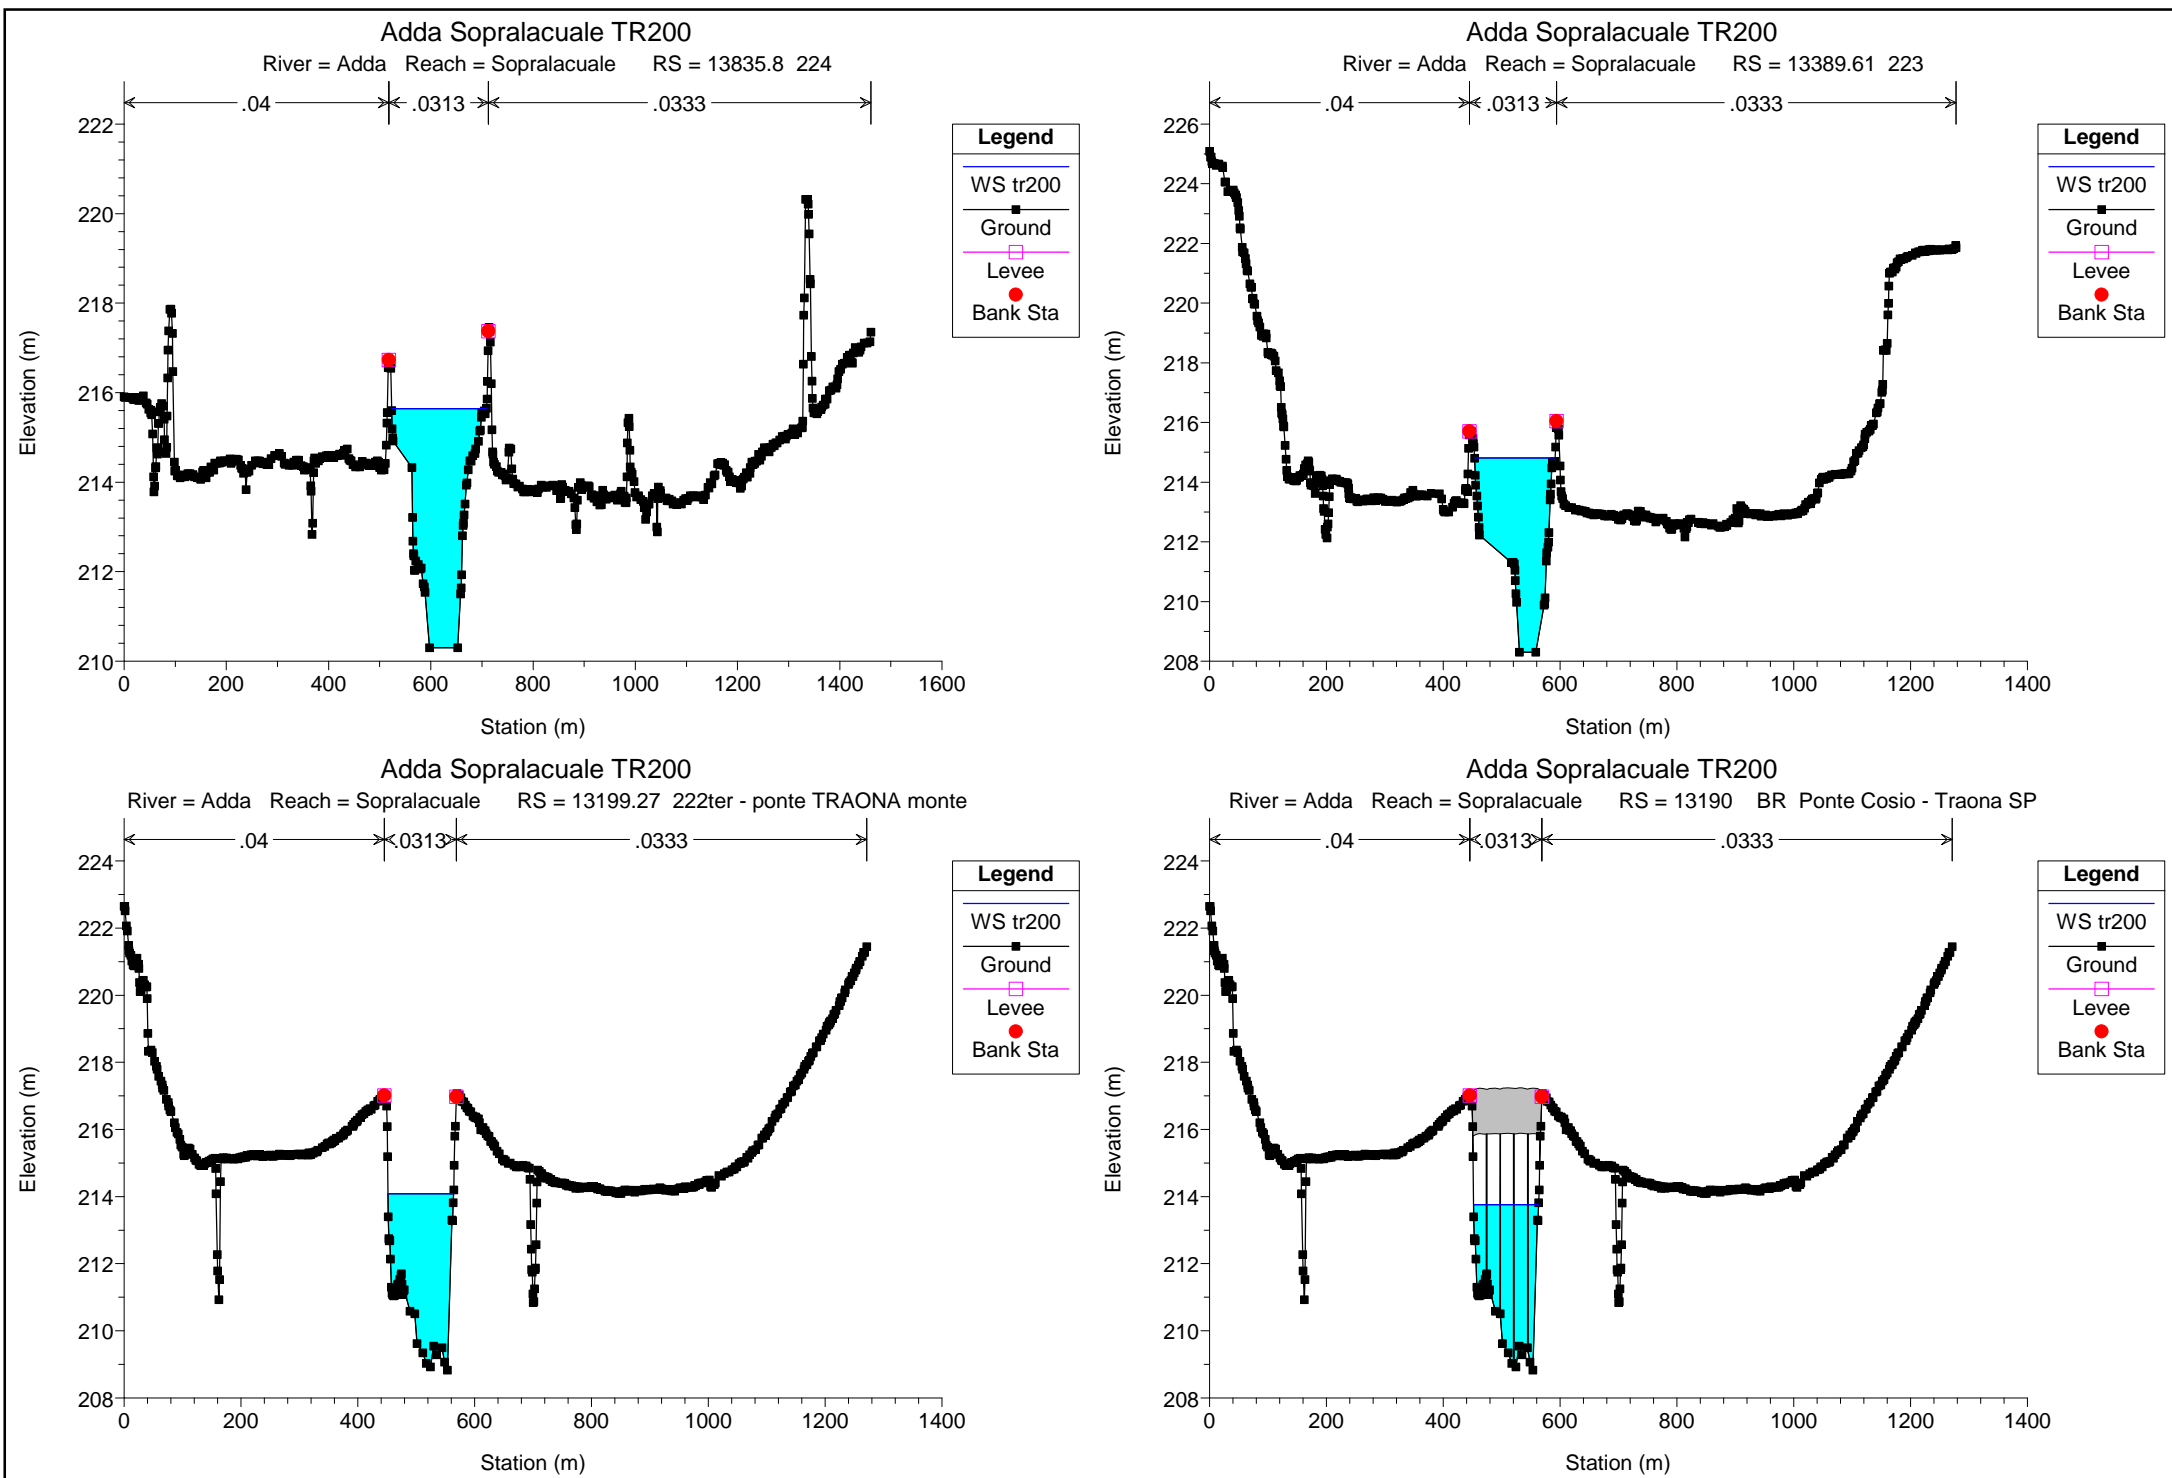 Adda Sopralacuale TR200
River = Adda Reach = Sopralacuale RS = 13835.8 224
.04 .0313 .0333
222
220
218
216
214
212
210
Elevation (m)
0 200 400 600 800 1000 1200 1400 1600
Station (m)
Legend
WS tr200
Ground
Levee
Bank Sta
Adda Sopralacuale TR200
River = Adda Reach = Sopralacuale RS = 13389.61 223
.04 .0313 .0333
226
224
222
220
218
216
214
212
210
208
Elevation (m)
0 200 400 600 800 1000 1200 1400
Station (m)
Legend
WS tr200
Ground
Levee
Bank Sta
Adda Sopralacuale TR200
River = Adda Reach = Sopralacuale RS = 13199.27 222ter - ponte TRAONA monte
.04 .0313 .0333
224
222
220
218
216
214
212
210
208
Elevation (m)
0 200 400 600 800 1000 1200 1400
Station (m)
Legend
WS tr200
Ground
Levee
Bank Sta
Adda Sopralacuale TR200
River = Adda Reach = Sopralacuale RS = 13190 BR Ponte Cosio - Traona SP
.04 .0313 .0333
224
222
220
218
216
214
212
210
208
Elevation (m)
0 200 400 600 800 1000 1200 1400
Station (m)
Legend
WS tr200
Ground
Levee
Bank Sta